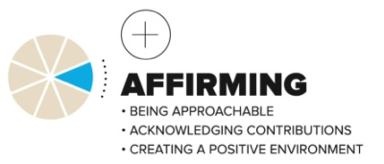 AFFIRMING
• BEING APPROACHABLE
• ACKNOWLEDGING CONTRIBUTIONS
• CREATING A POSITIVE ENVIRONMENT